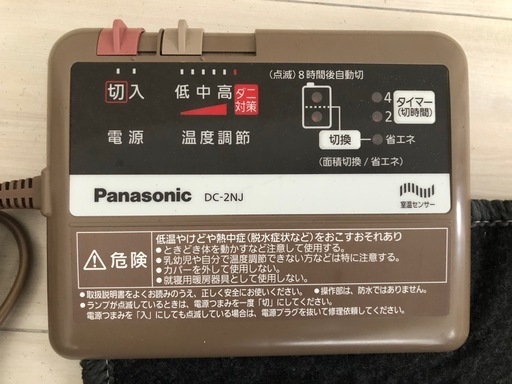 (点滅) 8時間後自動切
切 入
低 中 高 ダニ対策
4 タイマー
2 (切時間)
電源
温度調節
切換
省エネ
(面積切換/省エネ)
Panasonic DC-2NJ
室温センサー
危険
低温やけどや熱中症(脱水症状など)をおこすおそれあり
●ときどき体を動かすなど注意して使用する。
●乳幼児や自分で温度調節できない方などは特に注意する。
●カバーを外して使用しない。
●就寝用暖房器具として使用しない。
●取扱説明書をよくお読みのうえ、正しく安全にお使いください。 ●操作部は、防水ではありません。
●ランプが点滅しているときは、電源つまみを一度「切」にしてください。
電源つまみを「入」にしても点滅している場合は、電源プラグを抜いて修理依頼してください。